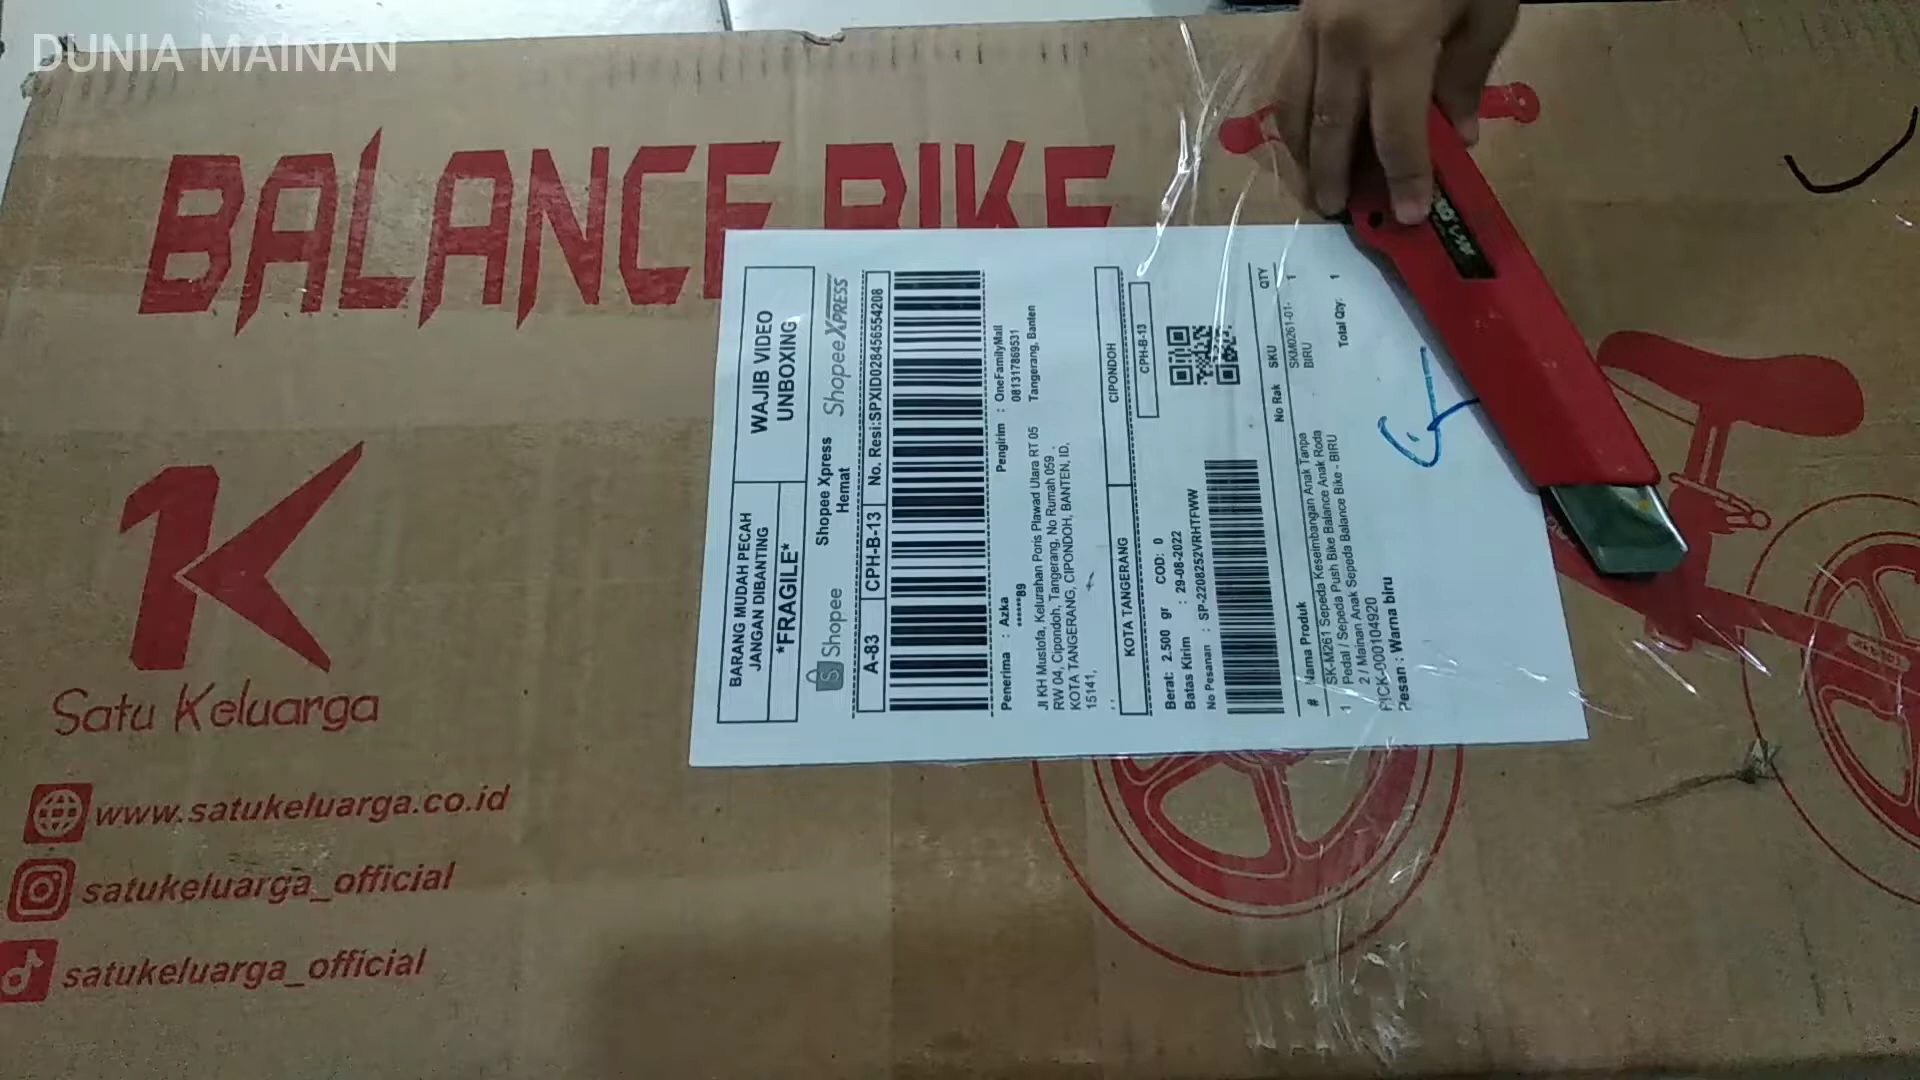 DUNIA MAINAN
BALANCE BIKE
Satu Keluarga
www.satukeluarga.co.id
satukeluarga_official
satukeluarga_official
BARANG MUDAH PECAH
JANGAN DIBANTING
*FRAGILE*
WAJIB VIDEO
UNBOXING
Shopee
Shopee Xpress
Hemat
Shopee XPRESS
A-83
CPH-B-13
No. Resi:SPXID028456554208
Penerima : Azka
******89
Pengirim : OneFamilyMall
081317869531
Jl KH Mustofa, Kelurahan Poris Plawad Utara RT 05
RW 04, Cipondoh, Tangerang, No Rumah 059 .
KOTA TANGERANG, CIPONDOH, BANTEN, ID,
15141,
Tangerang, Banten
KOTA TANGERANG
CIPONDOH
CPH-B-13
Berat: 2.500 gr
COD: 0
Batas Kirim : 29-08-2022
No Pesanan : SP-2208252VRHTFWW
# Nama Produk No Rak SKU QTY
1 SK-M261 Sepeda Keseimbangan Anak Tanpa
Pedal / Sepeda Push Bike Balance Anak Roda
2 / Mainan Anak Sepeda Balance Bike - BIRU
SKM0261-01-
BIRU
1
PICK-000104920
Total Qty: 1
Pesan : Warna biru